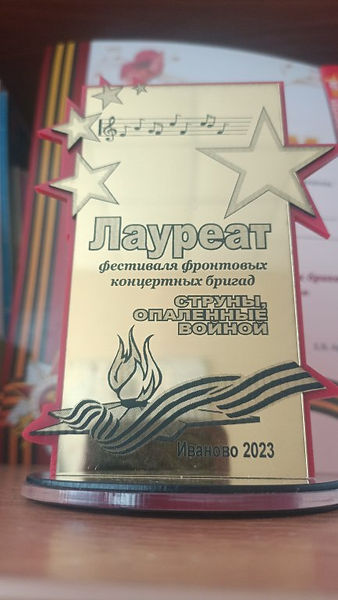 Лауреат
фестиваля фронтовых
концертных бригад
СТРУНЫ,
ОПАЛЕННЫЕ
ВОЙНОЙ
Иваново 2023